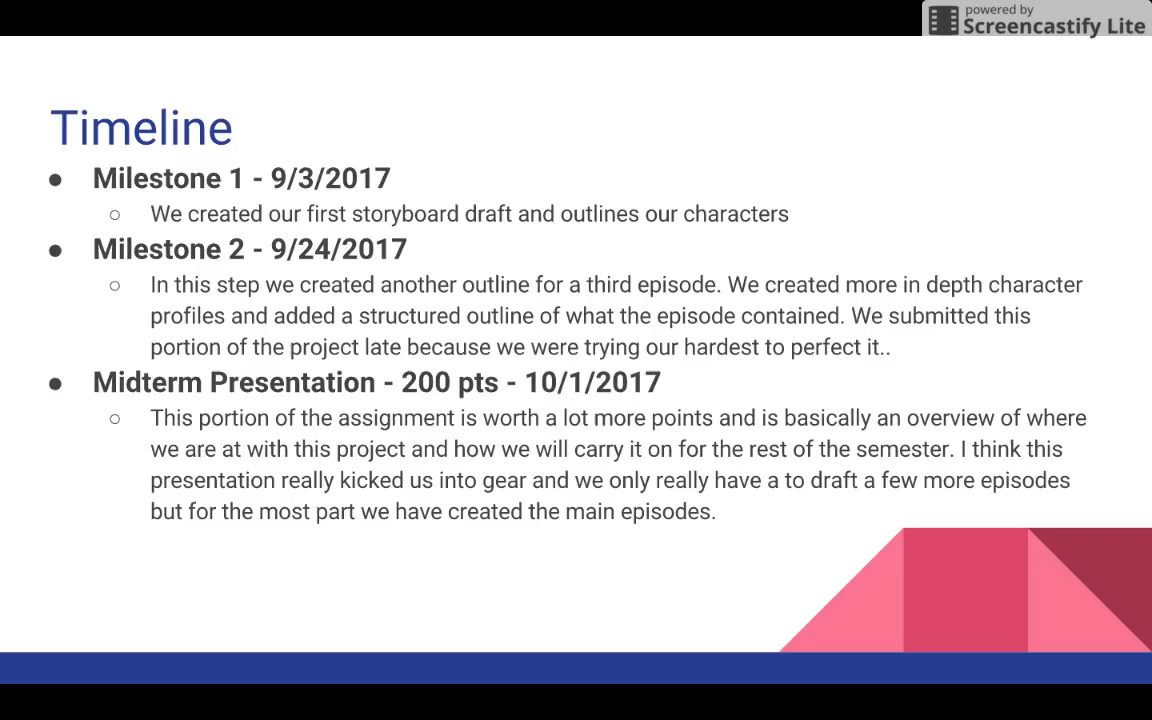 powered by
Screencastify Lite
Timeline
● Milestone 1 - 9/3/2017
○ We created our first storyboard draft and outlines our characters
● Milestone 2 - 9/24/2017
○ In this step we created another outline for a third episode. We created more in depth character
profiles and added a structured outline of what the episode contained. We submitted this
portion of the project late because we were trying our hardest to perfect it..
● Midterm Presentation - 200 pts - 10/1/2017
○ This portion of the assignment is worth a lot more points and is basically an overview of where
we are at with this project and how we will carry it on for the rest of the semester. I think this
presentation really kicked us into gear and we only really have a to draft a few more episodes
but for the most part we have created the main episodes.